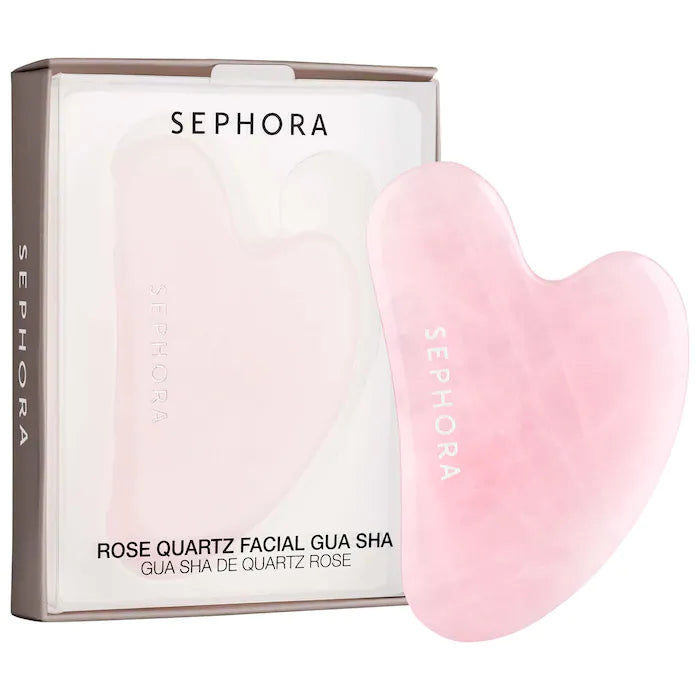 SEPHORA
SEPHORA
SEPHORA
ROSE QUARTZ FACIAL GUA SHA
GUA SHA DE QUARTZ ROSE
SEPHORA